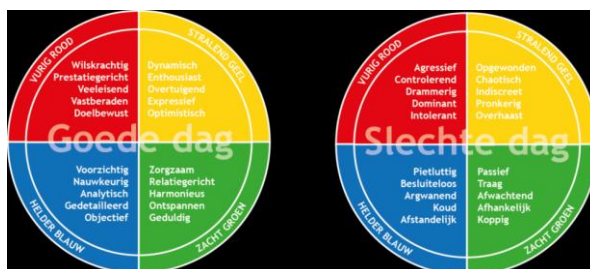 VURIG ROOD
STRALEND GEEL
Wilskrachtig
Prestatiegericht
Veeleisend
Vastberaden
Doelbewust
Dynamisch
Enthousiast
Overtuigend
Expressief
Optimistisch
Goede dag
Voorzichtig
Nauwkeurig
Analytisch
Gedetailleerd
Objectief
Zorgzaam
Relatiegericht
Harmonieus
Ontspannen
Geduldig
HELDER BLAUW
ZACHT GROEN
VURIG ROOD
STRALEND GEEL
Agressief
Controlerend
Drammerig
Dominant
Intolerant
Opgewonden
Chaotisch
Indiscreet
Pronkerig
Overhaast
Slechte dag
Pietluttig
Besluiteloos
Argwanend
Koud
Afstandelijk
Passief
Traag
Afwachtend
Afhankelijk
Koppig
HELDER BLAUW
ZACHT GROEN